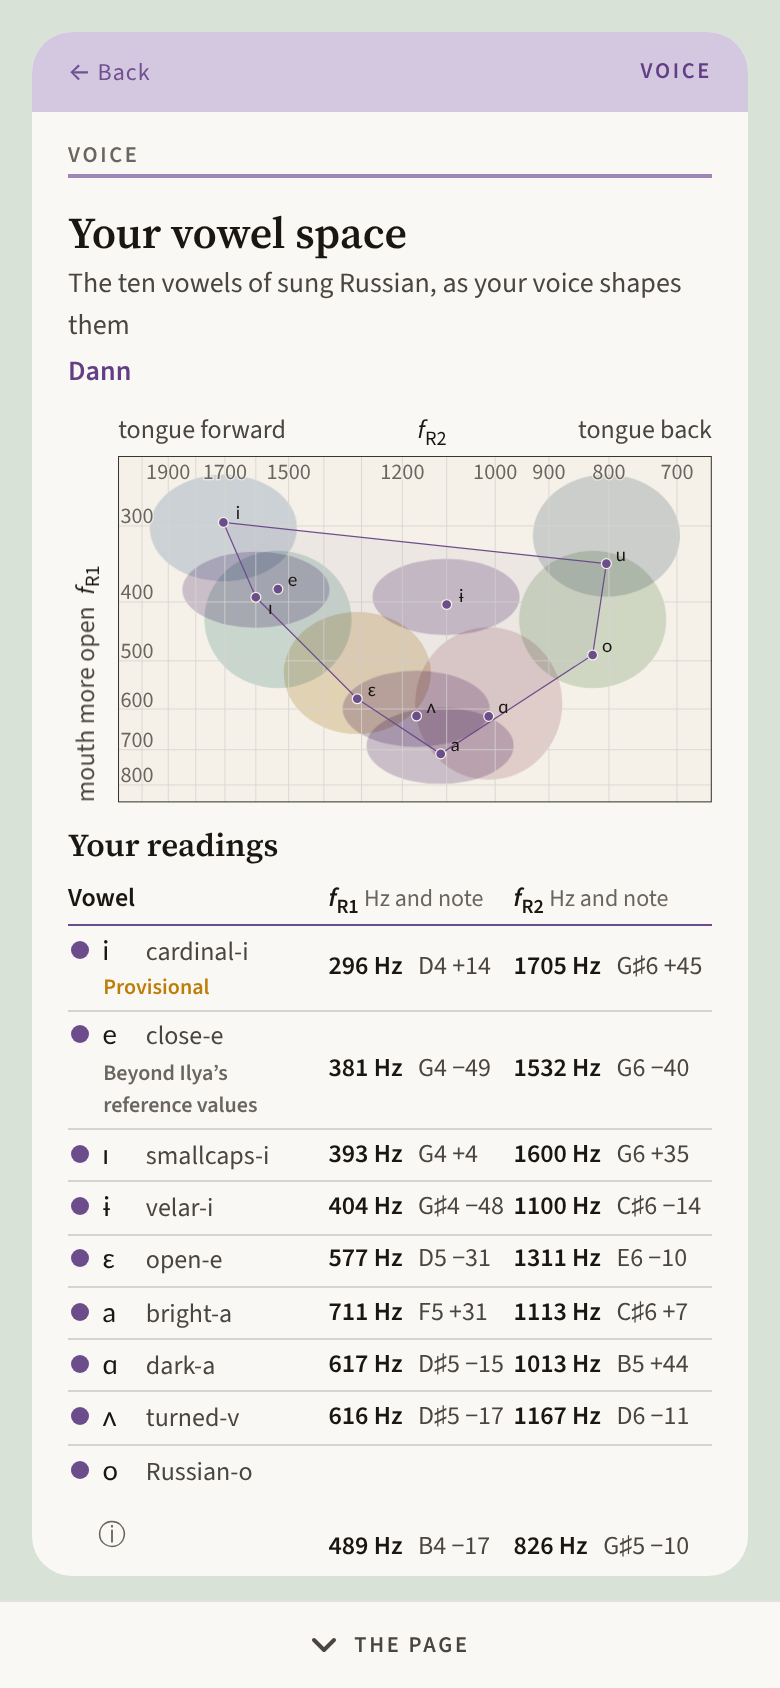 ← Back
VOICE
VOICE
Your vowel space
The ten vowels of sung Russian, as your voice shapes
them
Dann
tongue forward fR2 tongue back
1900 1700 1500 1200 1000 900 800 700
300
400
500
600
700
800
mouth more open fR1
i
u
e
ɪ
ɨ
o
ɛ
ʌ
ɑ
a
Your readings
Vowel fR1 Hz and note fR2 Hz and note
i cardinal-i 296 Hz D4 +14 1705 Hz G♯6 +45
Provisional
e close-e 381 Hz G4 −49 1532 Hz G6 −40
Beyond Ilya’s
reference values
ɪ smallcaps-i 393 Hz G4 +4 1600 Hz G6 +35
ɨ velar-i 404 Hz G♯4 −48 1100 Hz C♯6 −14
ɛ open-e 577 Hz D5 −31 1311 Hz E6 −10
a bright-a 711 Hz F5 +31 1113 Hz C♯6 +7
ɑ dark-a 617 Hz D♯5 −15 1013 Hz B5 +44
ʌ turned-v 616 Hz D♯5 −17 1167 Hz D6 −11
o Russian-o
ⓘ
489 Hz B4 −17 826 Hz G♯5 −10
THE PAGE